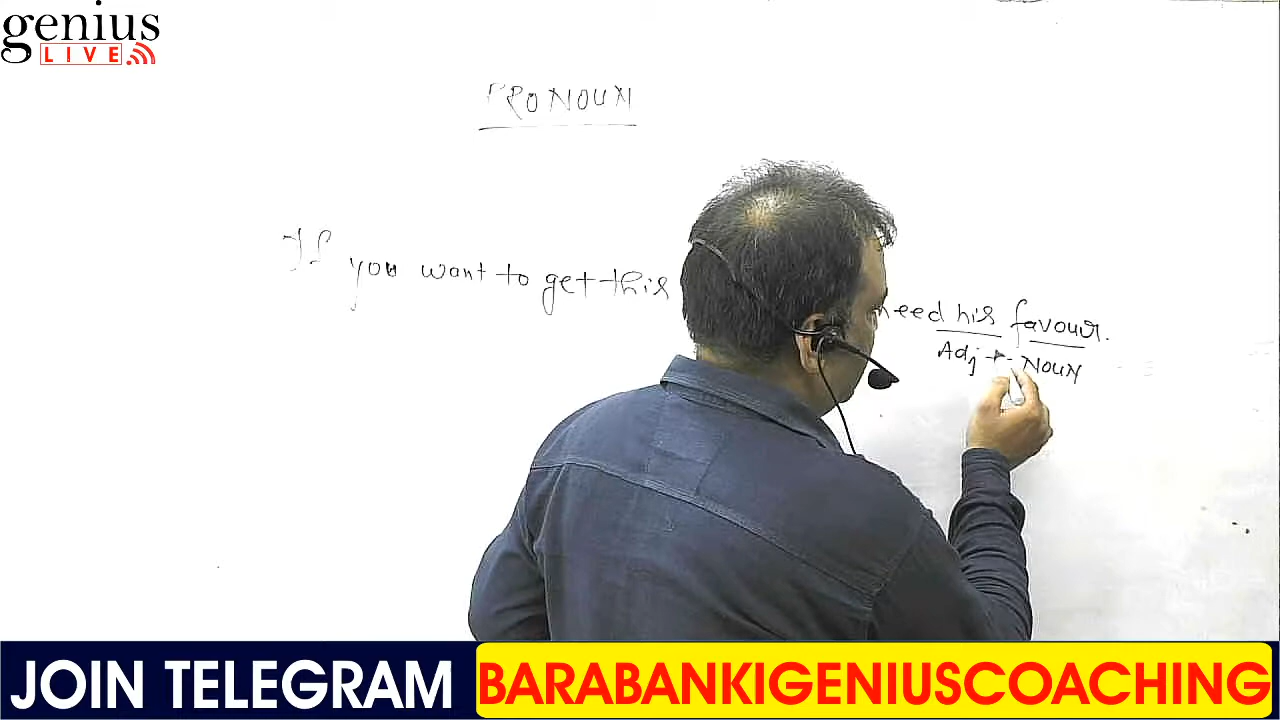 genius
LIVE
PRONOUN
If you want to get this need his favour.
Adj + NOUN
JOIN TELEGRAM BARABANKIGENIUSCOACHING